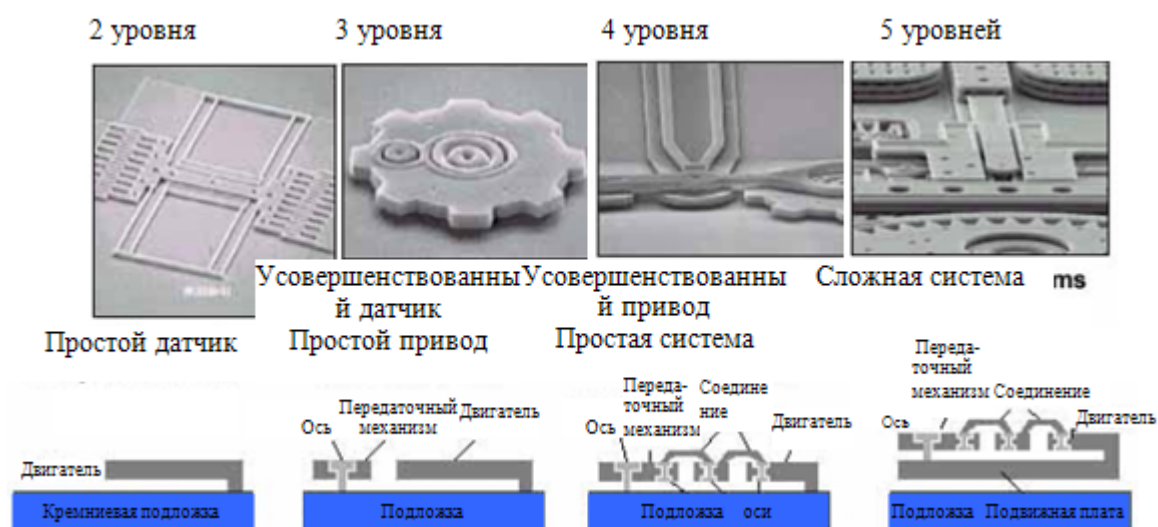 2 уровня
3 уровня
4 уровня
5 уровней
Усовершенствованны
й датчик
Простой привод
Усовершенствованны
й привод
Простая система
Сложная система
ms
Простой датчик
Двигатель
Кремниевая подложка
Ось
Передаточный
механизм
Двигатель
Подложка
Ось
Переда-
точный
механизм
Соедине
ние
Двигатель
Подложка оси
Ось
Переда-
точный
механизм
Соединение
Двигатель
Подложка Подвижная плата